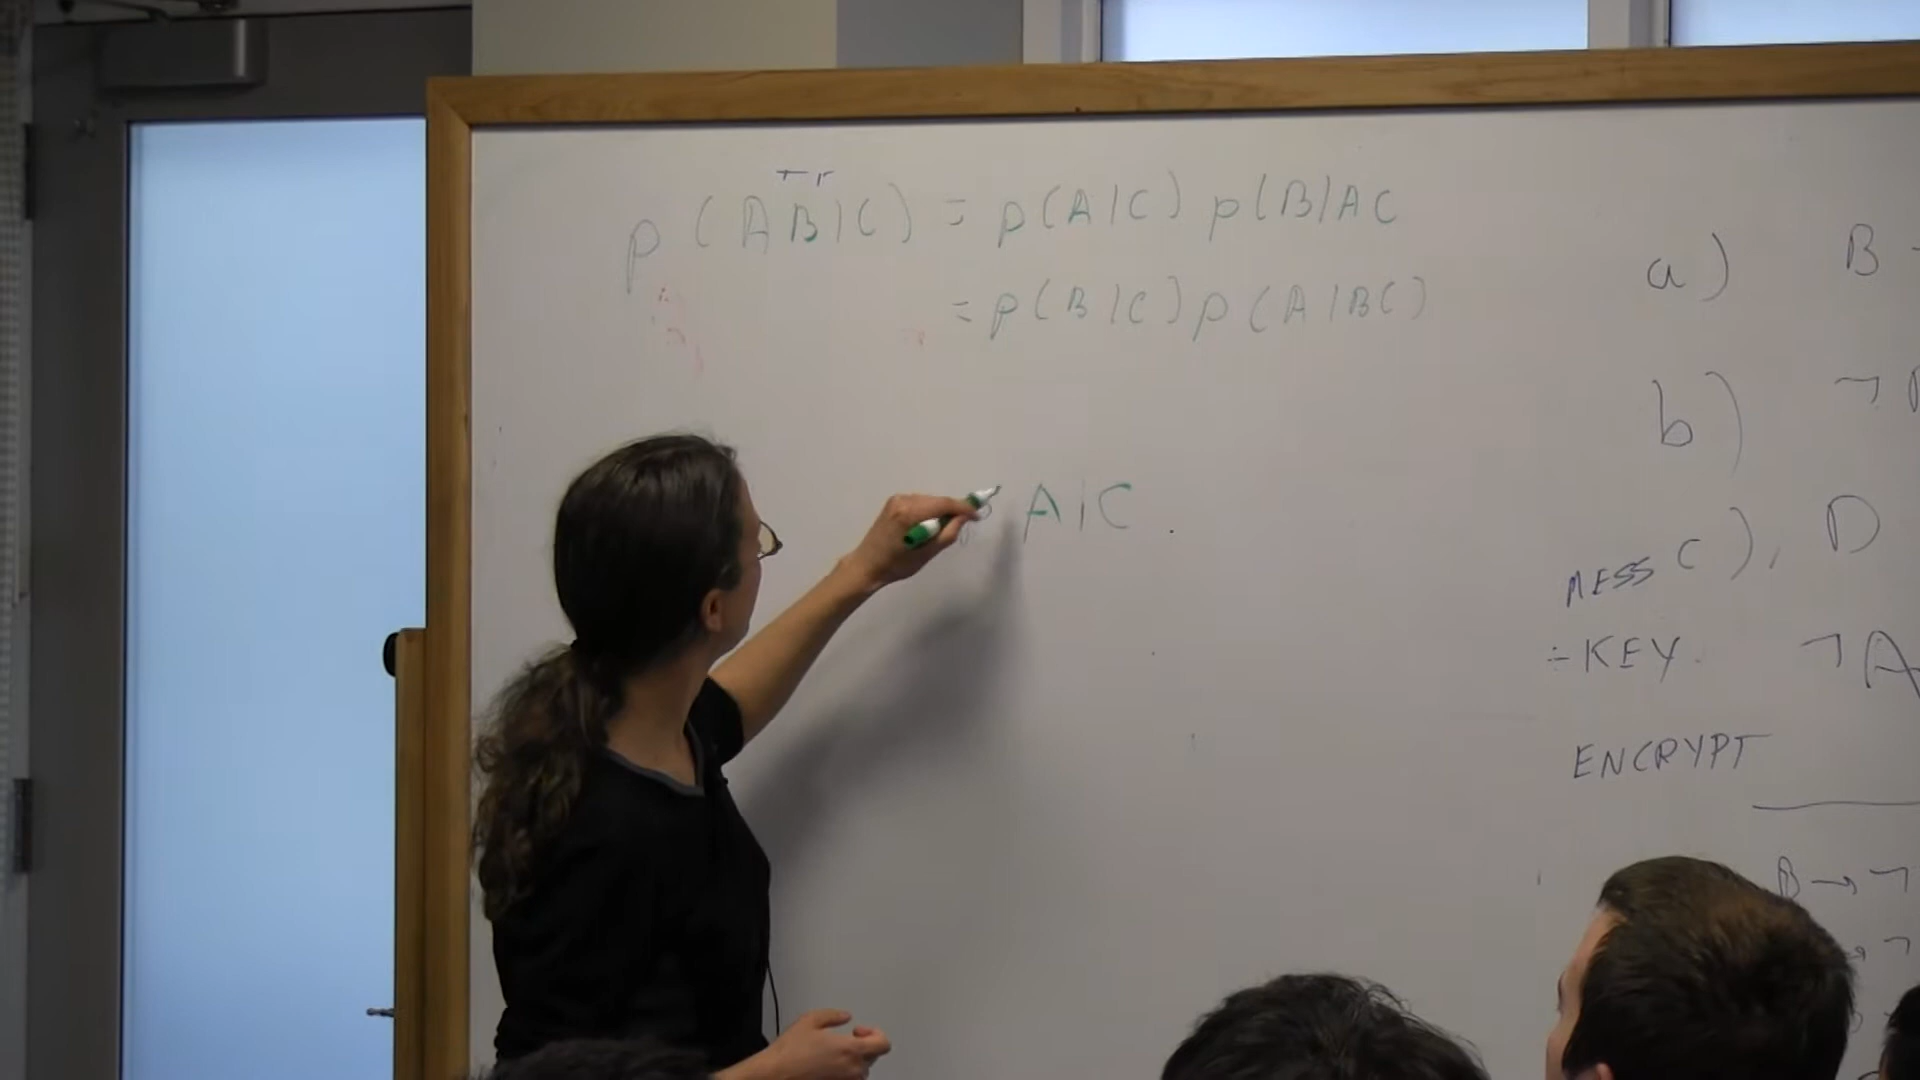 p(AB|C) = p(A|C) p(B|AC
= p(B|C) p(A|BC)
A|C
a) B
b) ¬
MESS c), D
÷KEY ¬A
ENCRYPT
B → ¬
→ ¬